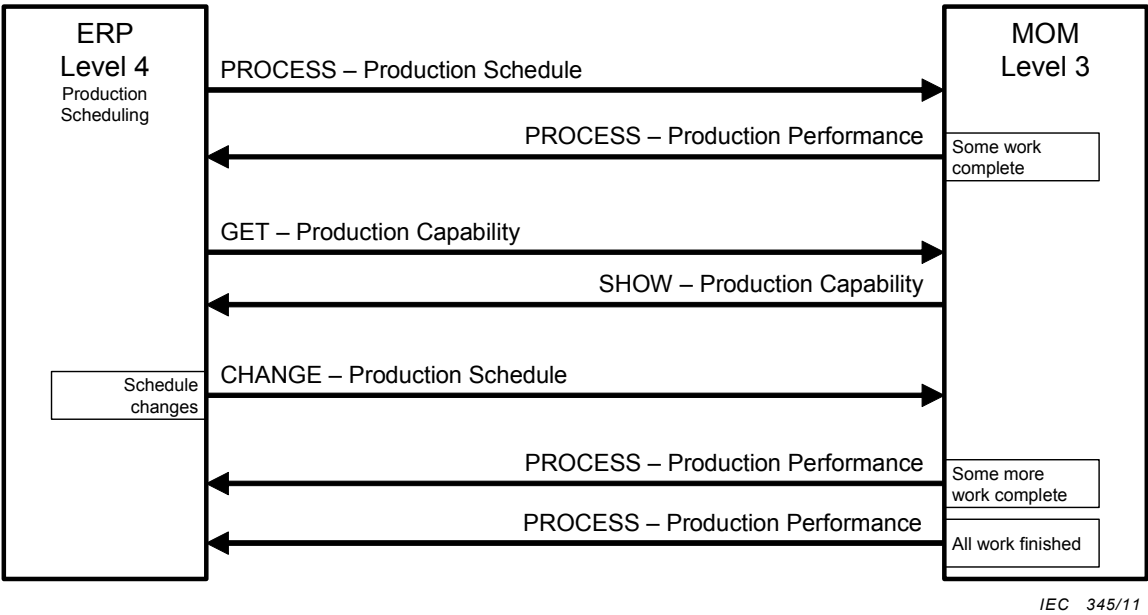 ERP
Level 4
Production
Scheduling
MOM
Level 3
PROCESS – Production Schedule
PROCESS – Production Performance
Some work
complete
GET – Production Capability
SHOW – Production Capability
Schedule
changes
CHANGE – Production Schedule
PROCESS – Production Performance
Some more
work complete
PROCESS – Production Performance
All work finished
IEC 345/11